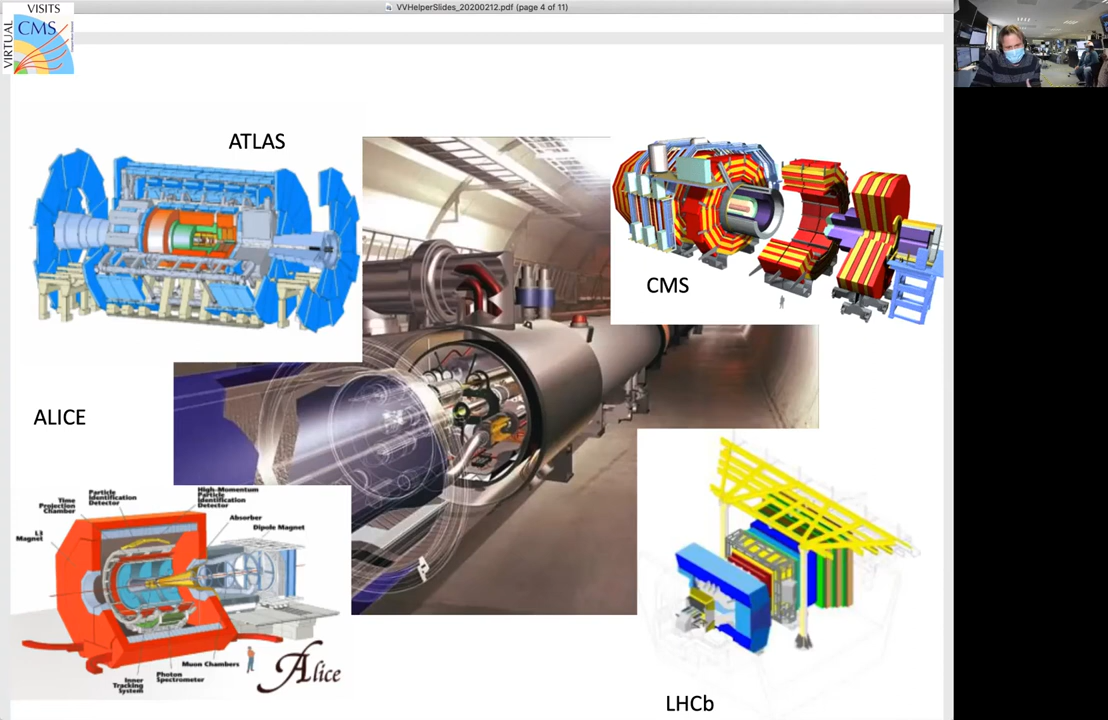 VVHelperSlides_20200212.pdf (page 4 of 11)
VISITS
VIRTUAL
CMS
ATLAS
CMS
ALICE
Time
Projection
Chamber
Particle
Identification
Detector
High-Momentum
Particle
Identification
Detector
Absorber
Dipole Magnet
L3
Magnet
Inner
Tracking
System
Photon
Spectrometer
Muon Chambers
Alice
LHCb